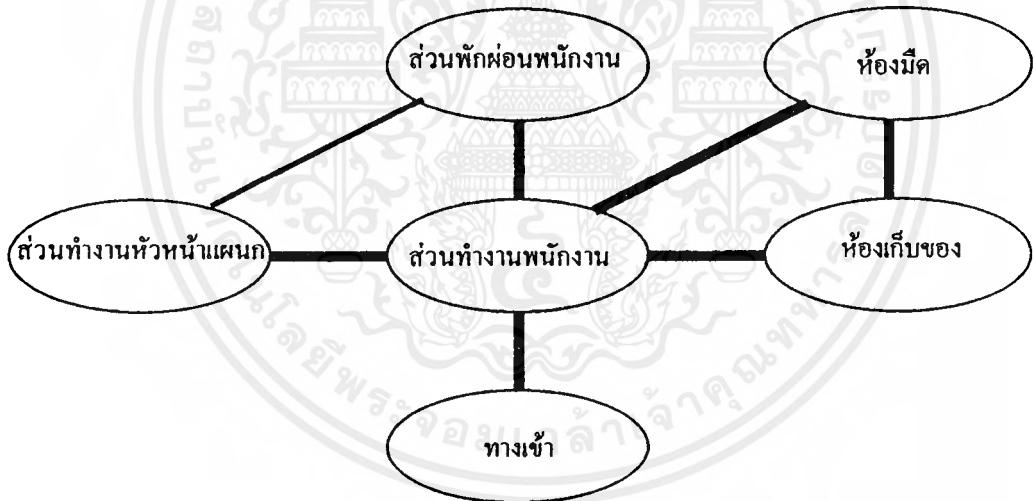 ส่วนพักผ่อนพนักงาน
ห้องมืด
ส่วนทำงานหัวหน้าแผนก
ส่วนทำงานพนักงาน
ห้องเก็บของ
ทางเข้า